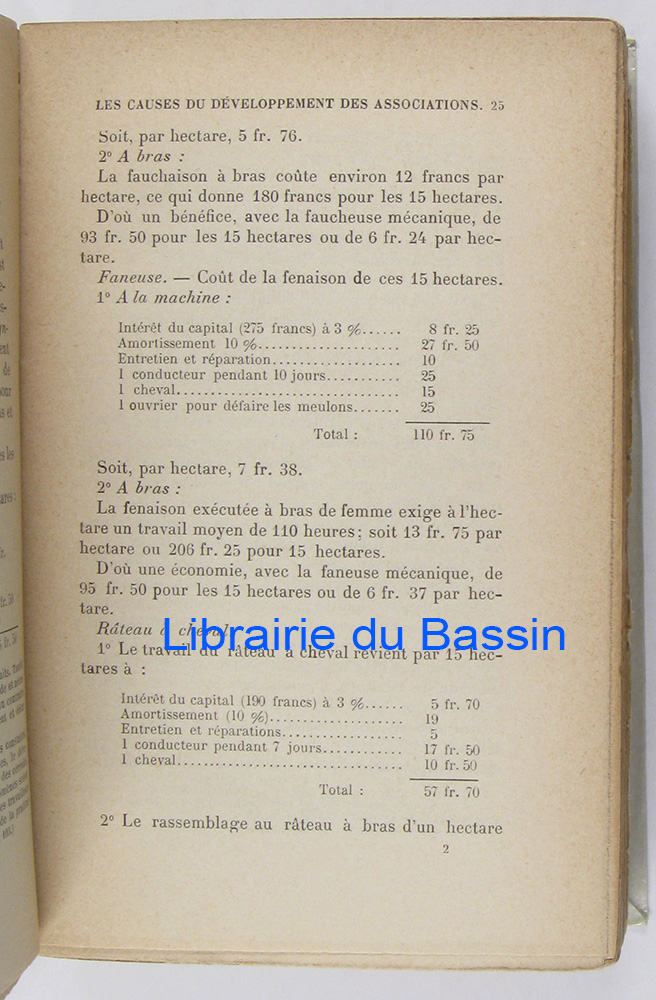 LES CAUSES DU DÉVELOPPEMENT DES ASSOCIATIONS. 25
Soit, par hectare, 5 fr. 76.
2° A bras :
La fauchaison à bras coûte environ 12 francs par
hectare, ce qui donne 180 francs pour les 15 hectares.
D'où un bénéfice, avec la faucheuse mécanique, de
93 fr. 50 pour les 15 hectares ou de 6 fr. 24 par hec-
tare.
Faneuse. — Coût de la fenaison de ces 15 hectares.
1° A la machine :
Intérêt du capital (275 francs) à 3 %...... 8 fr. 25
Amortissement 10 %..................... 27 fr. 50
Entretien et réparation................... 10
1 conducteur pendant 10 jours........... 25
1 cheval................................. 15
1 ouvrier pour défaire les meulons....... 25
Total : 110 fr. 75
Soit, par hectare, 7 fr. 38.
2° A bras :
La fenaison exécutée à bras de femme exige à l'hec-
tare un travail moyen de 110 heures; soit 13 fr. 75 par
hectare ou 206 fr. 25 pour 15 hectares.
D'où une économie, avec la faneuse mécanique, de
95 fr. 50 pour les 15 hectares ou de 6 fr. 37 par hec-
tare.
Râteau à cheval
Librairie du Bassin
1° Le travail du râteau à cheval revient par 15 hec-
tares à :
Intérêt du capital (190 francs) à 3 %...... 5 fr. 70
Amortissement (10 %).................... 19
Entretien et réparations.................. 5
1 conducteur pendant 7 jours............ 17 fr. 50
1 cheval.................................. 10 fr. 50
Total : 57 fr. 70
2° Le rassemblage au râteau à bras d'un hectare
2